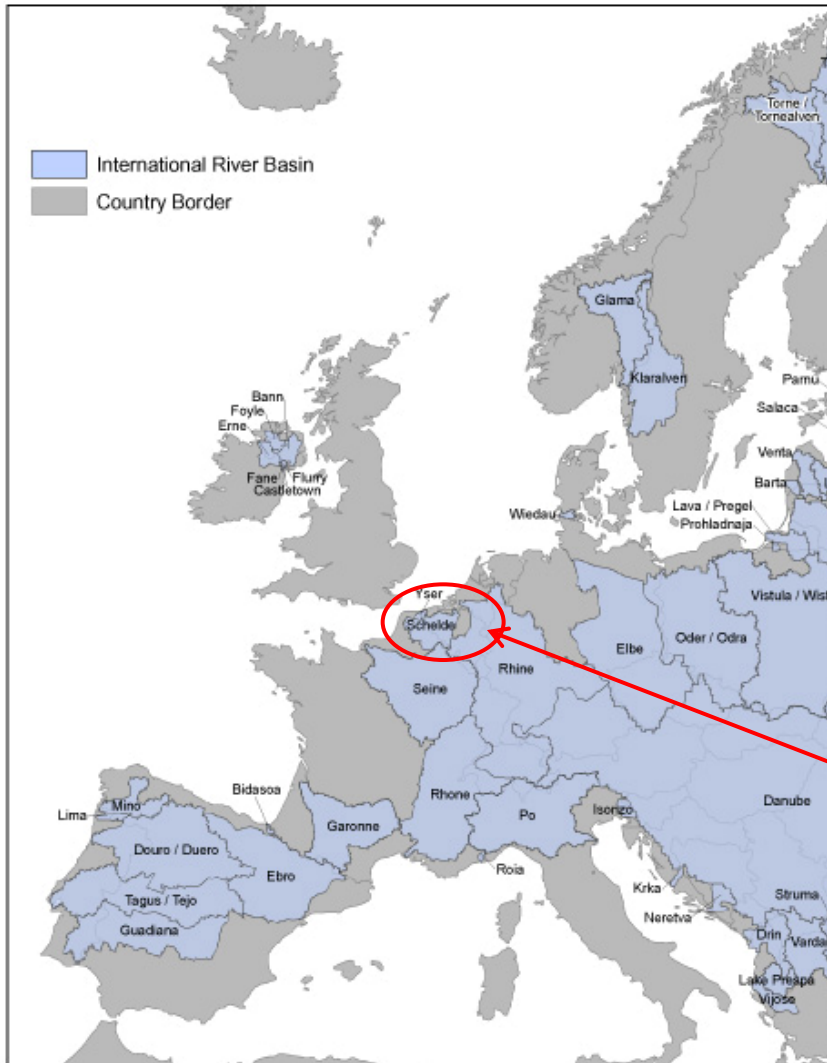 Torne /
Tornealven
International River Basin
Country Border
Glama
Klaralven
Bann
Foyle
Erne
Fane
Flurry
Castletown
Parnu
Salaca
Venta
Barta
Lava / Pregel
Prohladnaja
Wiedau
Yser
Schelde
Vistula / Wis
Oder / Odra
Elbe
Rhine
Seine
Danube
Bidasoa
Rhone
Po
Isonzo
Lima
Mino
Garonne
Douro / Duero
Ebro
Roia
Krka
Tagus / Tejo
Neretva
Struma
Guadiana
Drin
Varda
Lake Prespa
Vijose